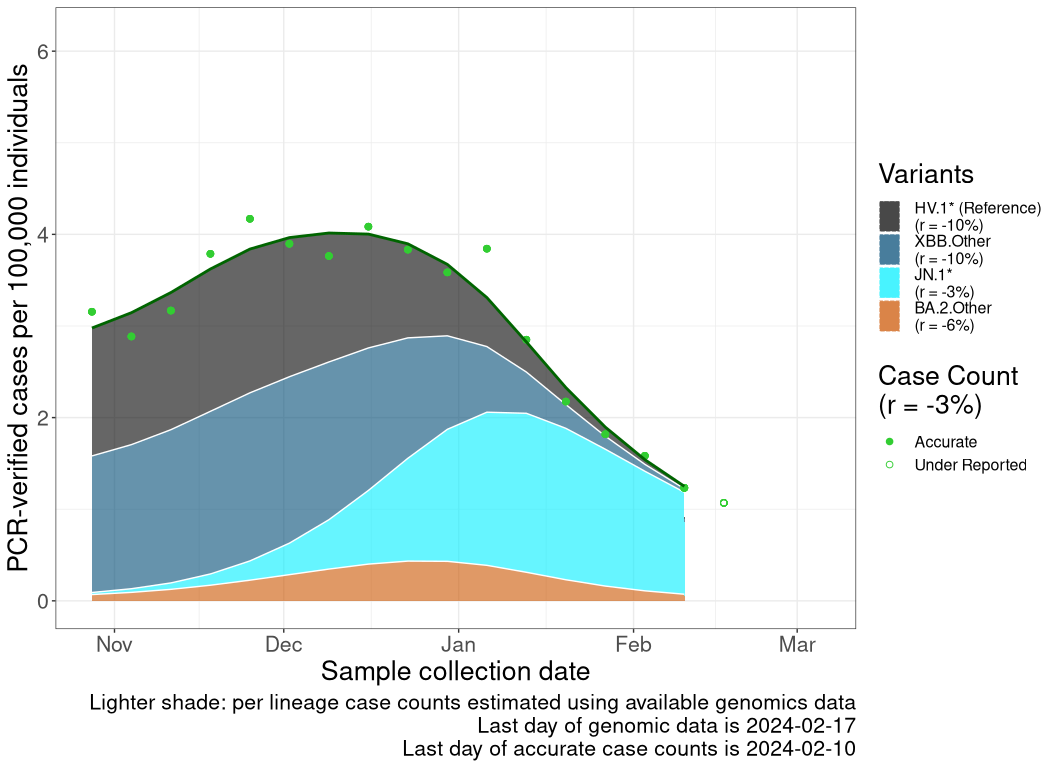 PCR-verified cases per 100,000 individuals
6
4
2
0
Nov Dec Jan Feb Mar
Sample collection date
Lighter shade: per lineage case counts estimated using available genomics data
Last day of genomic data is 2024-02-17
Last day of accurate case counts is 2024-02-10
Variants
HV.1* (Reference)
(r = -10%)
XBB.Other
(r = -10%)
JN.1*
(r = -3%)
BA.2.Other
(r = -6%)
Case Count
(r = -3%)
Accurate
Under Reported